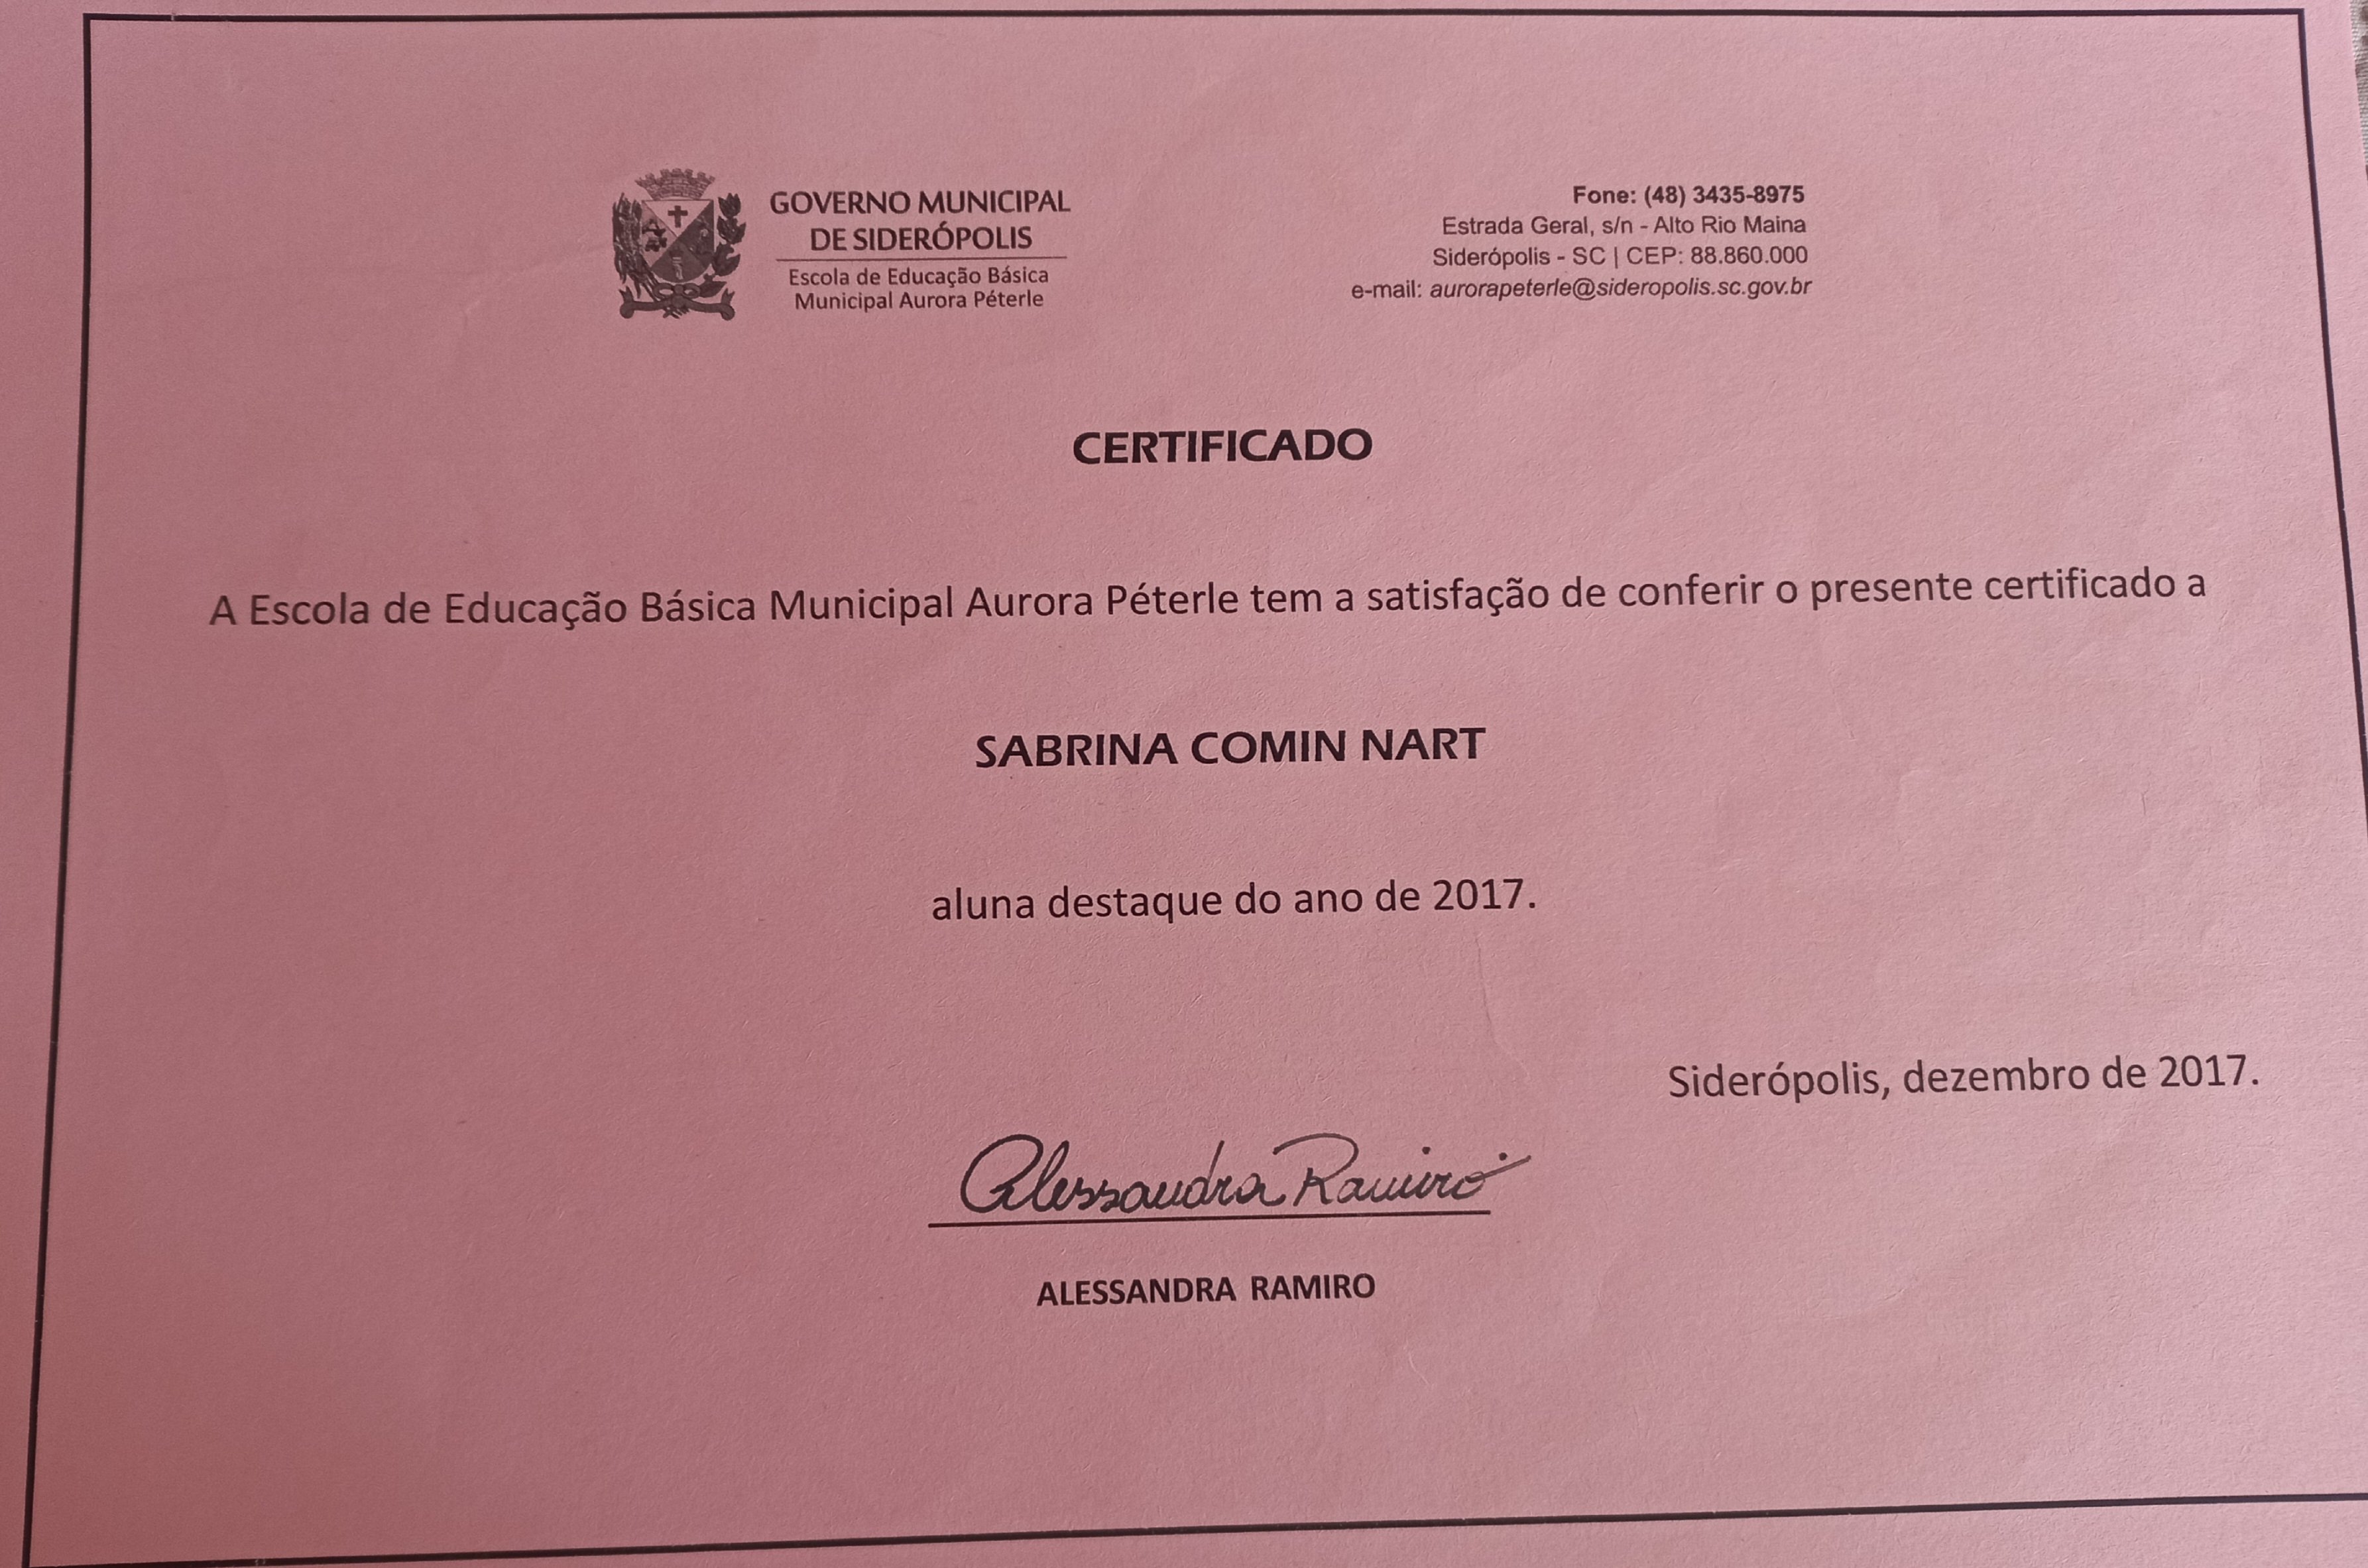 GOVERNO MUNICIPAL
DE SIDERÓPOLIS
Escola de Educação Básica
Municipal Aurora Péterle
Fone: (48) 3435-8975
Estrada Geral, s/n - Alto Rio Maina
Siderópolis - SC | CEP: 88.860.000
e-mail: aurorapeterle@sideropolis.sc.gov.br
CERTIFICADO
A Escola de Educação Básica Municipal Aurora Péterle tem a satisfação de conferir o presente certificado a
SABRINA COMIN NART
aluna destaque do ano de 2017.
Siderópolis, dezembro de 2017.
Alessandra Ramiro
ALESSANDRA RAMIRO